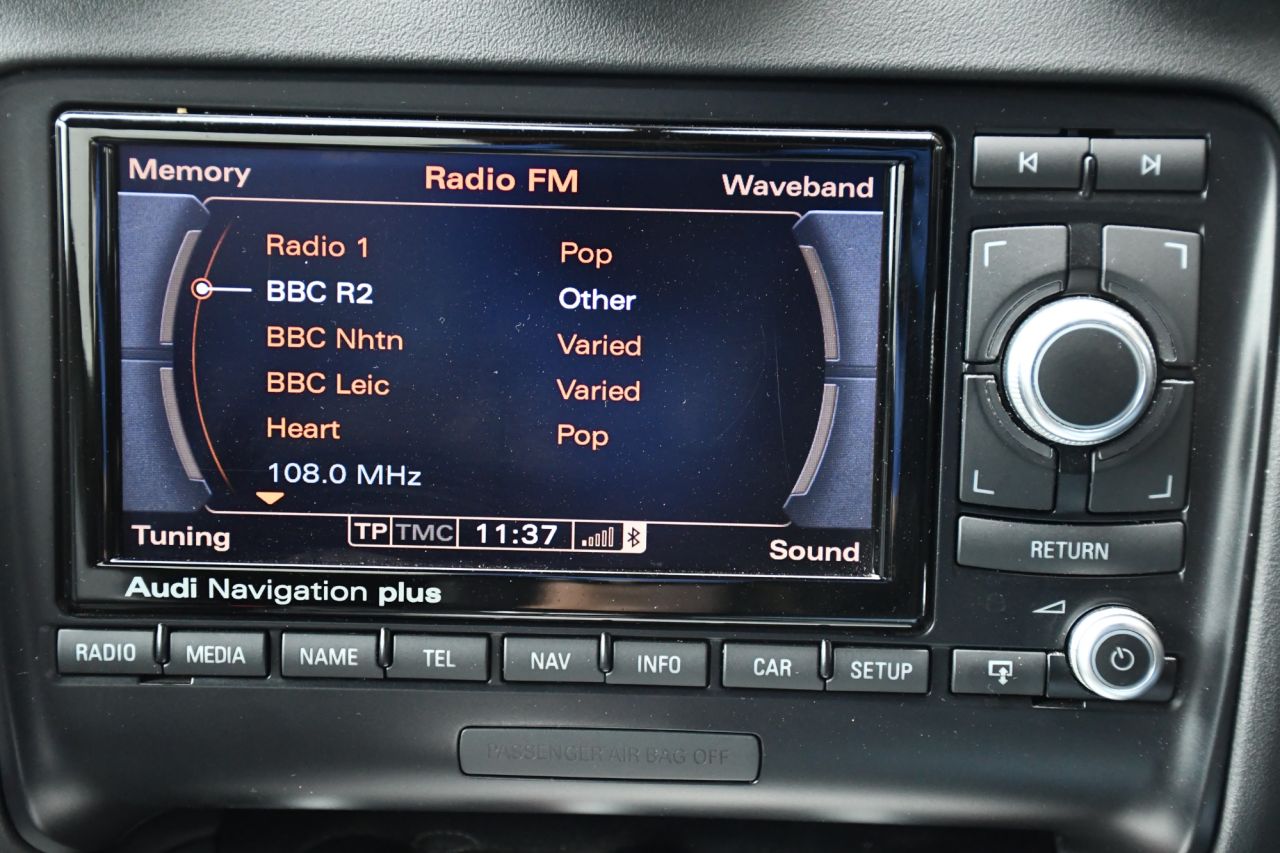 Memory Radio FM Waveband
Radio 1 Pop
BBC R2 Other
BBC Nhtn Varied
BBC Leic Varied
Heart Pop
108.0 MHz
Tuning TP TMC 11:37 Sound
Audi Navigation plus
RETURN
RADIO MEDIA NAME TEL NAV INFO CAR SETUP
PASSENGER AIR BAG OFF